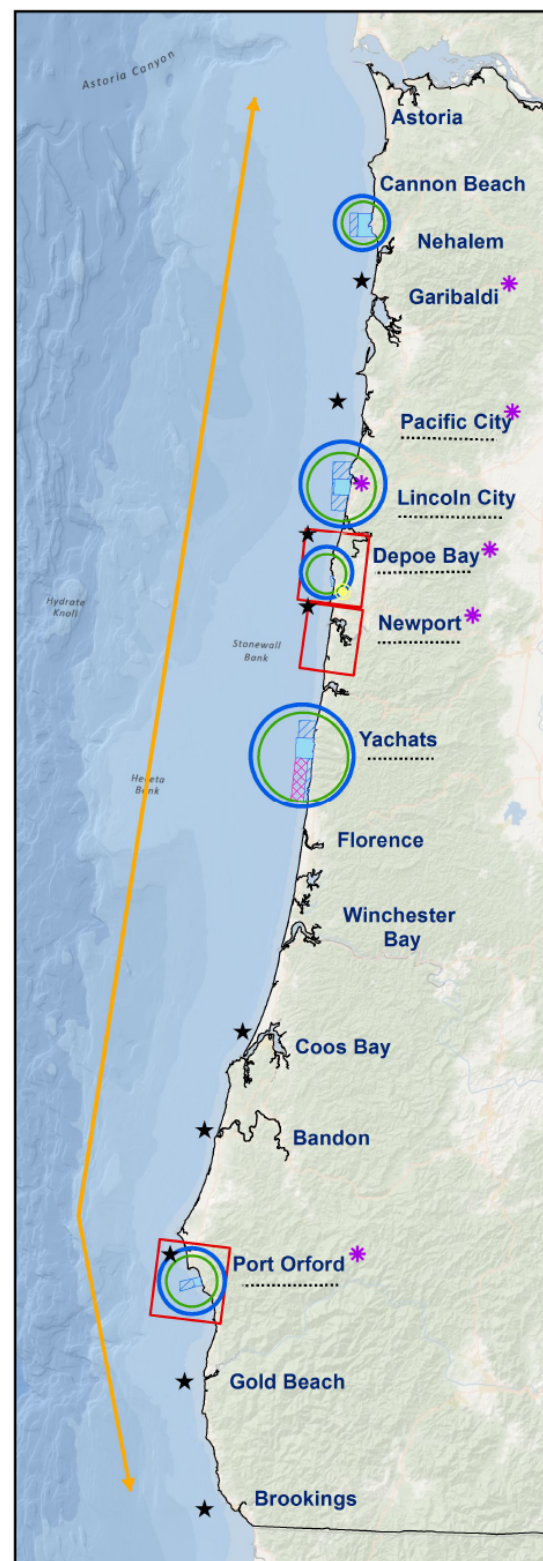 Astoria Canyon
Astoria
Cannon Beach
Nehalem
Garibaldi
Pacific City
Lincoln City
Depoe Bay
Hydrate
Knoll
Newport
Stonewall
Bank
Yachats
Heceta
Bank
Florence
Winchester
Bay
Coos Bay
Bandon
Port Orford
Gold Beach
Brookings